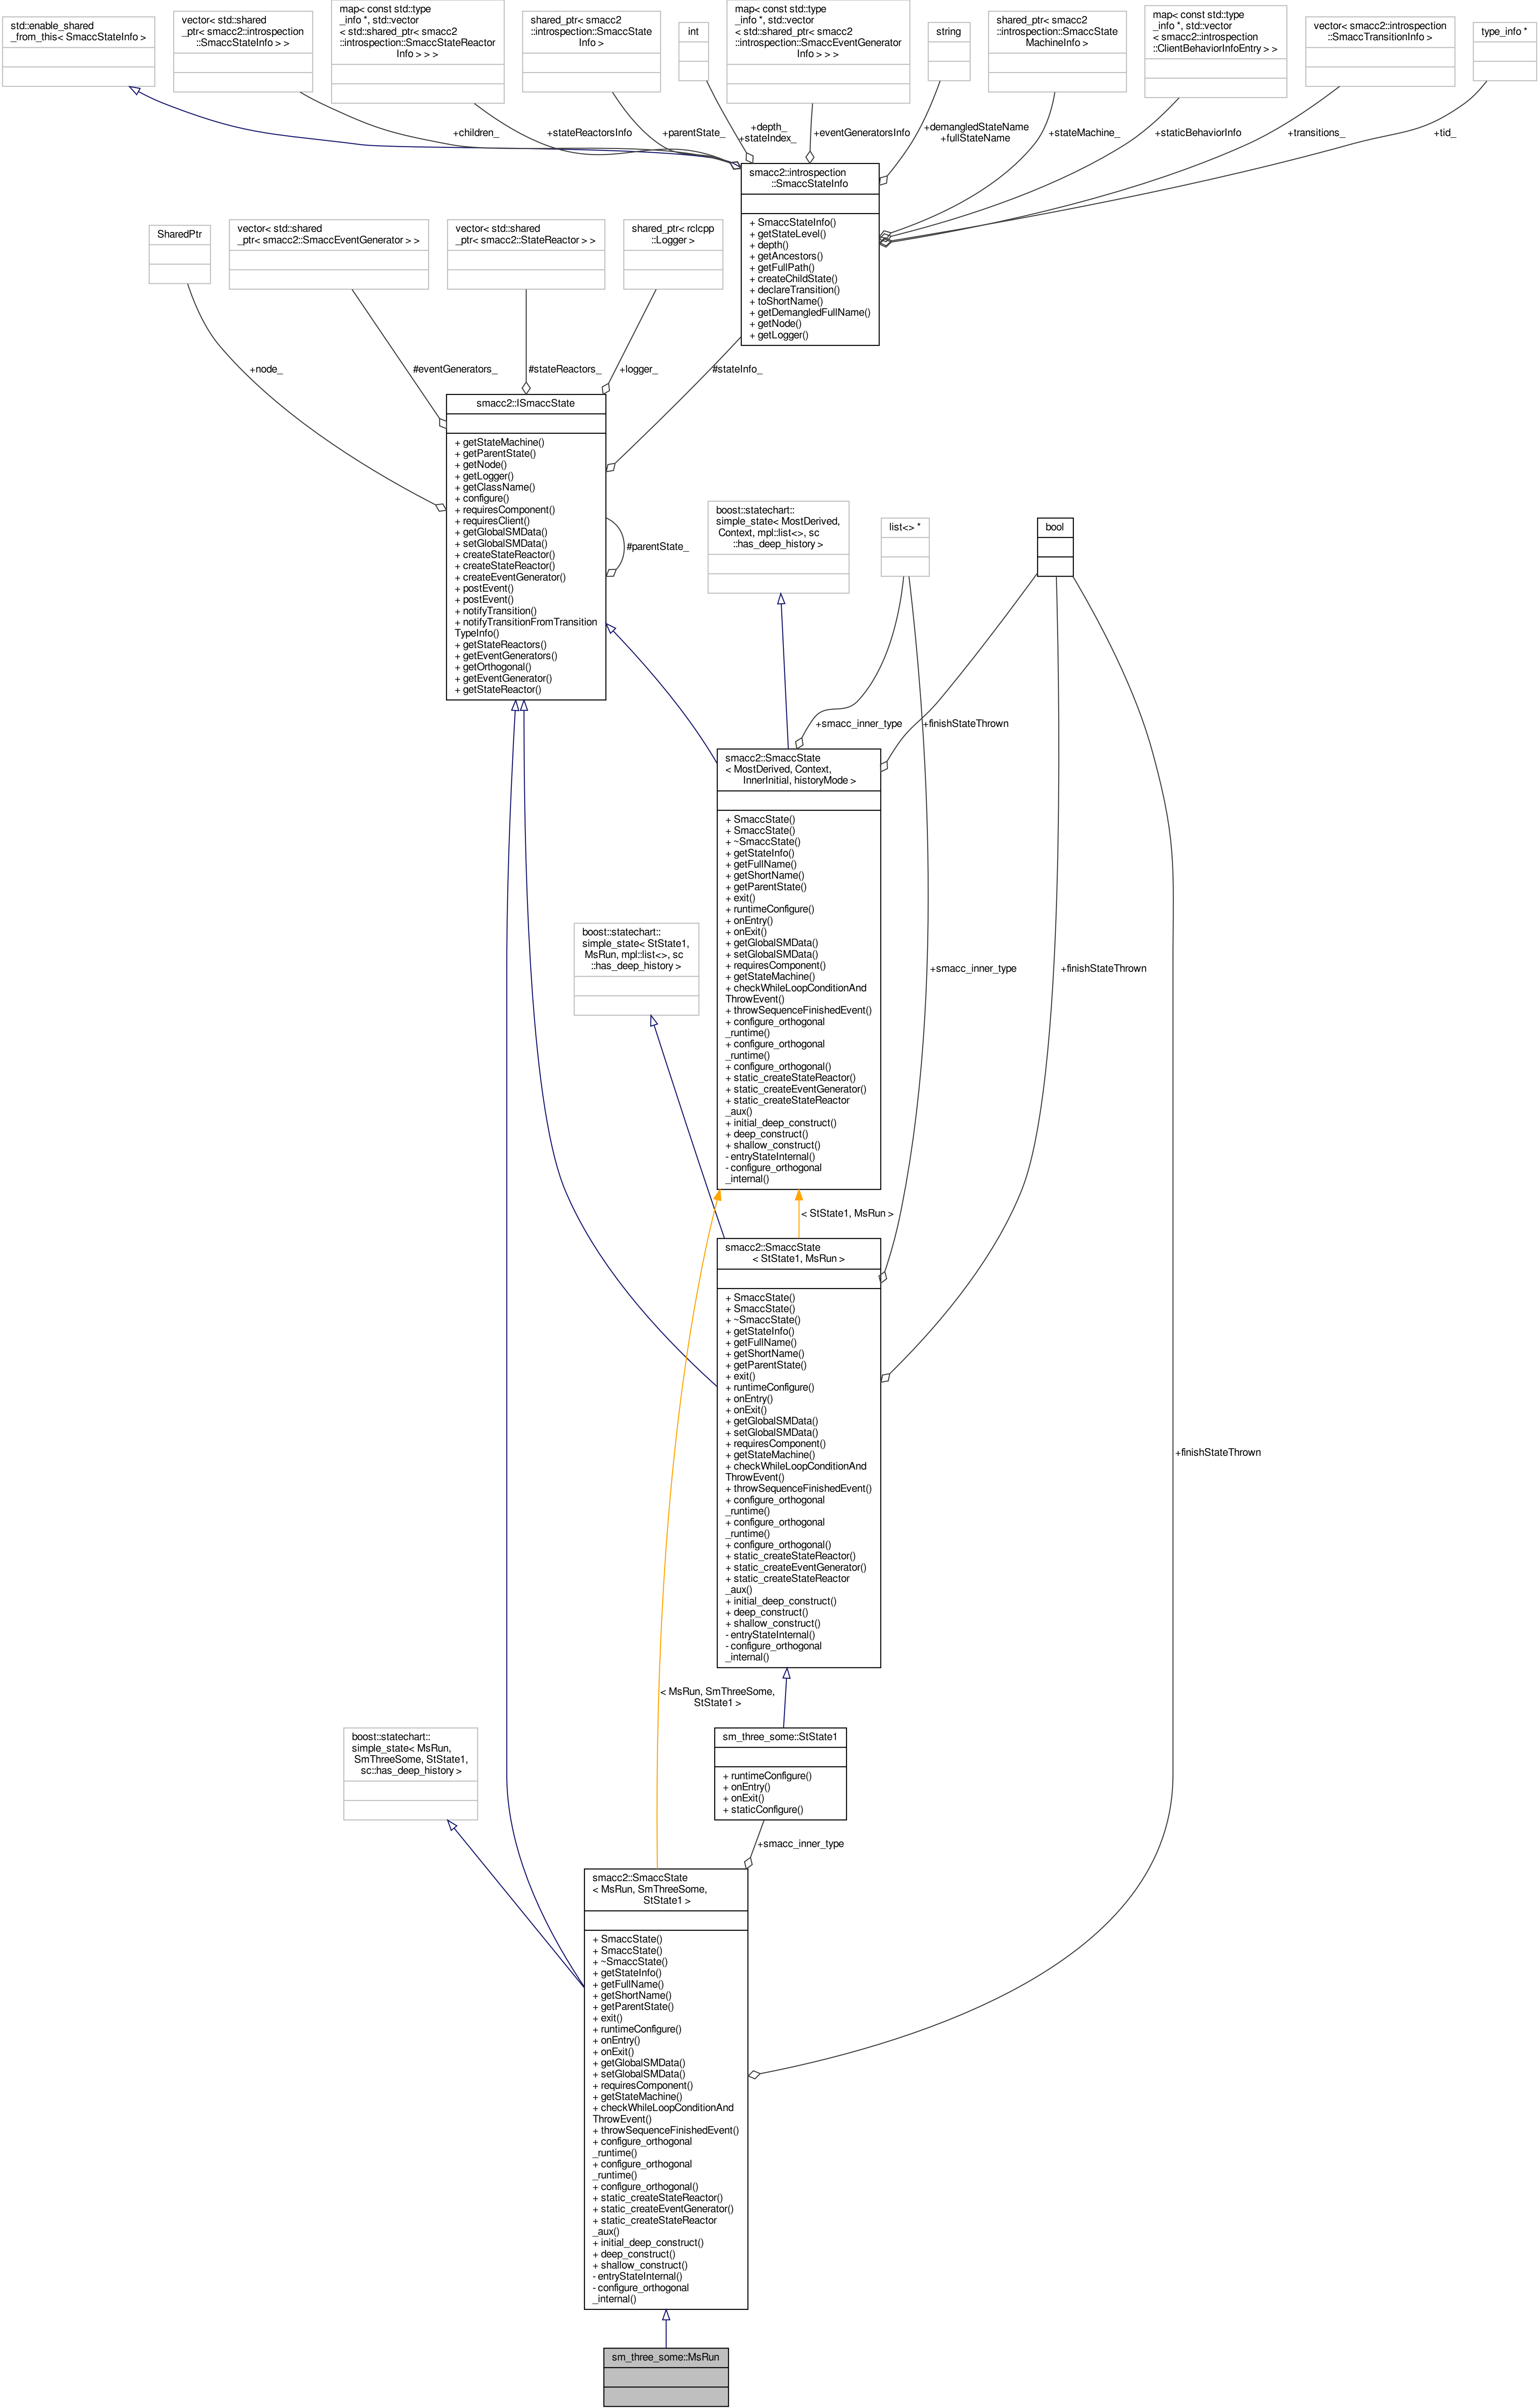 std::enable_shared
_from_this< SmaccStateInfo >
vector< std::shared
_ptr< smacc2::introspection
::SmaccStateInfo > >
map< const std::type
_info *, std::vector
< std::shared_ptr< smacc2
::introspection::SmaccStateReactor
Info > > >
shared_ptr< smacc2
::introspection::SmaccState
Info >
int
map< const std::type
_info *, std::vector
< std::shared_ptr< smacc2
::introspection::SmaccEventGenerator
Info > > >
string
shared_ptr< smacc2
::introspection::SmaccState
MachineInfo >
map< const std::type
_info *, std::vector
< smacc2::introspection
::ClientBehaviorInfoEntry > >
vector< smacc2::introspection
::SmaccTransitionInfo >
type_info *
+children_
+stateReactorsInfo
+parentState_
+depth_
+stateIndex_
+eventGeneratorsInfo
+demangledStateName
+fullStateName
+stateMachine_
+staticBehaviorInfo
+transitions_
+tid_
smacc2::introspection
::SmaccStateInfo
+ SmaccStateInfo()
+ getStateLevel()
+ depth()
+ getAncestors()
+ getFullPath()
+ createChildState()
+ declareTransition()
+ toShortName()
+ getDemangledFullName()
+ getNode()
+ getLogger()
SharedPtr
vector< std::shared
_ptr< smacc2::SmaccEventGenerator > >
vector< std::shared
_ptr< smacc2::StateReactor > >
shared_ptr< rclcpp
::Logger >
+node_
#eventGenerators_
#stateReactors_
+logger_
#stateInfo_
smacc2::ISmaccState
+ getStateMachine()
+ getParentState()
+ getNode()
+ getLogger()
+ getClassName()
+ configure()
+ requiresComponent()
+ requiresClient()
+ getGlobalSMData()
+ setGlobalSMData()
+ createStateReactor()
+ createStateReactor()
+ createEventGenerator()
+ postEvent()
+ postEvent()
+ notifyTransition()
+ notifyTransitionFromTransition
TypeInfo()
+ getStateReactors()
+ getEventGenerators()
+ getOrthogonal()
+ getEventGenerator()
+ getStateReactor()
#parentState_
boost::statechart::
simple_state< MostDerived,
Context, mpl::list<>, sc
::has_deep_history >
list<> *
bool
+smacc_inner_type
+finishStateThrown
smacc2::SmaccState
< MostDerived, Context,
InnerInitial, historyMode >
+ SmaccState()
+ SmaccState()
+ ~SmaccState()
+ getStateInfo()
+ getFullName()
+ getShortName()
+ getParentState()
+ exit()
+ runtimeConfigure()
+ onEntry()
+ onExit()
+ getGlobalSMData()
+ setGlobalSMData()
+ requiresComponent()
+ getStateMachine()
+ checkWhileLoopConditionAnd
ThrowEvent()
+ throwSequenceFinishedEvent()
+ configure_orthogonal
_runtime()
+ configure_orthogonal
_runtime()
+ configure_orthogonal()
+ static_createStateReactor()
+ static_createEventGenerator()
+ static_createStateReactor
_aux()
+ initial_deep_construct()
+ deep_construct()
+ shallow_construct()
- entryStateInternal()
- configure_orthogonal
_internal()
boost::statechart::
simple_state< StState1,
MsRun, mpl::list<>, sc
::has_deep_history >
+smacc_inner_type
+finishStateThrown
< StState1, MsRun >
smacc2::SmaccState
< StState1, MsRun >
+ SmaccState()
+ SmaccState()
+ ~SmaccState()
+ getStateInfo()
+ getFullName()
+ getShortName()
+ getParentState()
+ exit()
+ runtimeConfigure()
+ onEntry()
+ onExit()
+ getGlobalSMData()
+ setGlobalSMData()
+ requiresComponent()
+ getStateMachine()
+ checkWhileLoopConditionAnd
ThrowEvent()
+ throwSequenceFinishedEvent()
+ configure_orthogonal
_runtime()
+ configure_orthogonal
_runtime()
+ configure_orthogonal()
+ static_createStateReactor()
+ static_createEventGenerator()
+ static_createStateReactor
_aux()
+ initial_deep_construct()
+ deep_construct()
+ shallow_construct()
- entryStateInternal()
- configure_orthogonal
_internal()
+finishStateThrown
< MsRun, SmThreeSome,
StState1 >
boost::statechart::
simple_state< MsRun,
SmThreeSome, StState1,
sc::has_deep_history >
sm_three_some::StState1
+ runtimeConfigure()
+ onEntry()
+ onExit()
+ staticConfigure()
+smacc_inner_type
smacc2::SmaccState
< MsRun, SmThreeSome,
StState1 >
+ SmaccState()
+ SmaccState()
+ ~SmaccState()
+ getStateInfo()
+ getFullName()
+ getShortName()
+ getParentState()
+ exit()
+ runtimeConfigure()
+ onEntry()
+ onExit()
+ getGlobalSMData()
+ setGlobalSMData()
+ requiresComponent()
+ getStateMachine()
+ checkWhileLoopConditionAnd
ThrowEvent()
+ throwSequenceFinishedEvent()
+ configure_orthogonal
_runtime()
+ configure_orthogonal
_runtime()
+ configure_orthogonal()
+ static_createStateReactor()
+ static_createEventGenerator()
+ static_createStateReactor
_aux()
+ initial_deep_construct()
+ deep_construct()
+ shallow_construct()
- entryStateInternal()
- configure_orthogonal
_internal()
sm_three_some::MsRun